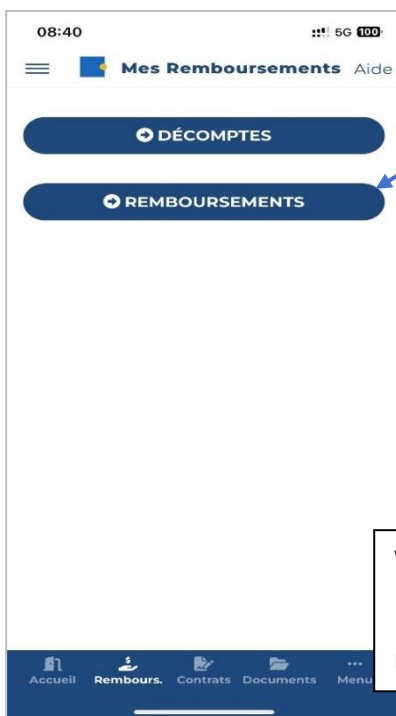 08:40 5G 100
Mes Remboursements Aide
DÉCOMPTES
REMBOURSEMENTS
Accueil Rembours. Contrats Documents Menu